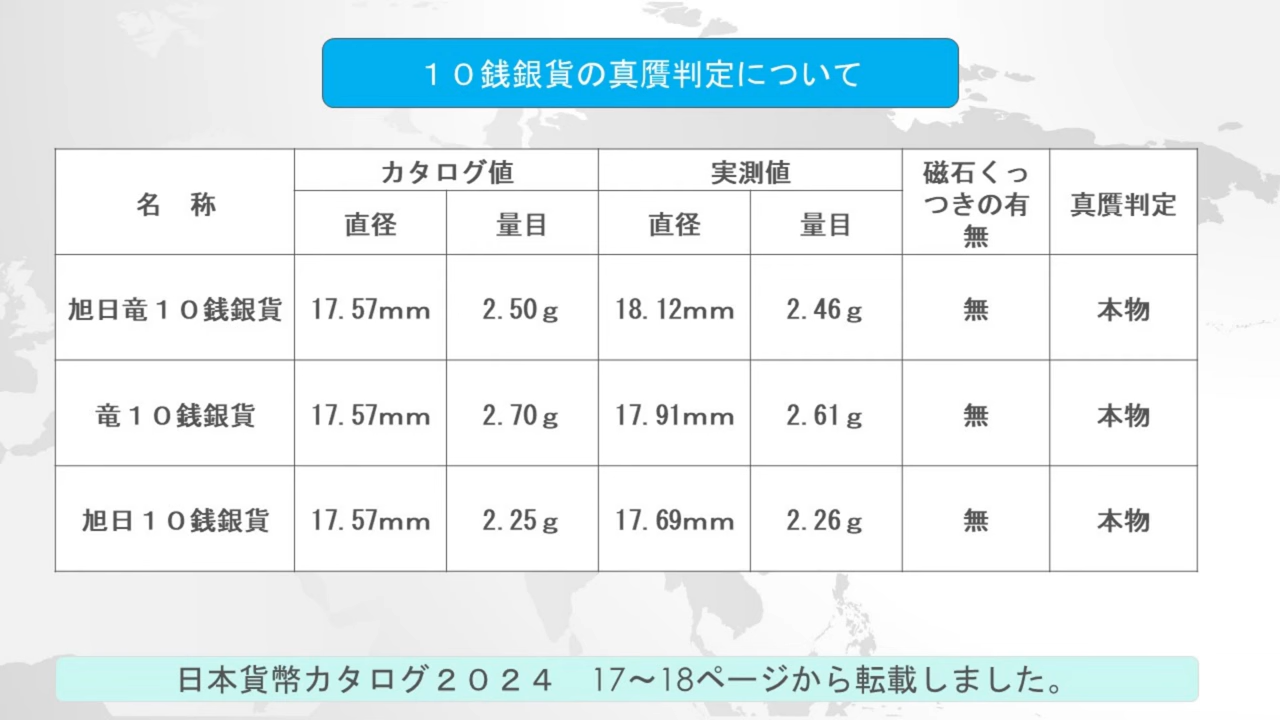 １０銭銀貨の真贋判定について
名　称 カタログ値 実測値 磁石くっつきの有無 真贋判定
直径 量目 直径 量目
旭日竜１０銭銀貨 17.57mm 2.50g 18.12mm 2.46g 無 本物
竜１０銭銀貨 17.57mm 2.70g 17.91mm 2.61g 無 本物
旭日１０銭銀貨 17.57mm 2.25g 17.69mm 2.26g 無 本物
日本貨幣カタログ２０２４　17～18ページから転載しました。